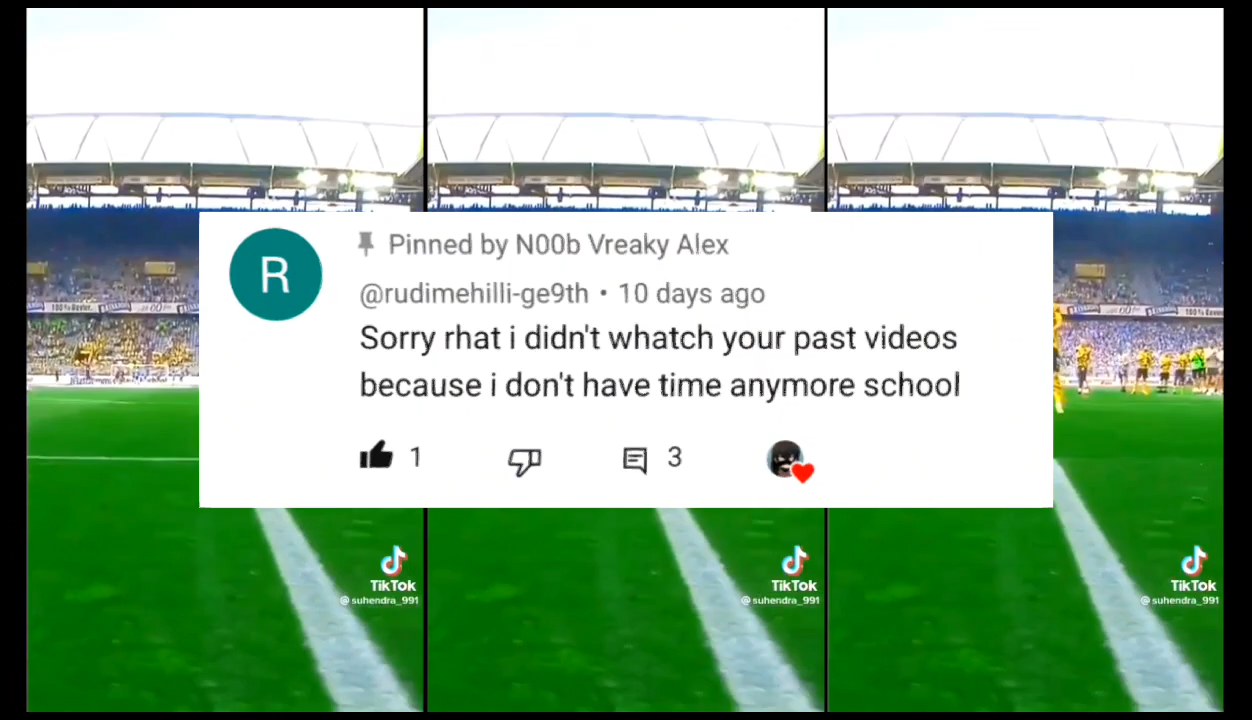 R
Pinned by N00b Vreaky Alex
@rudimehilli-ge9th • 10 days ago
Sorry rhat i didn't whatch your past videos
because i don't have time anymore school
1
3
TikTok
@suhendra_991
TikTok
@suhendra_991
TikTok
@suhendra_991